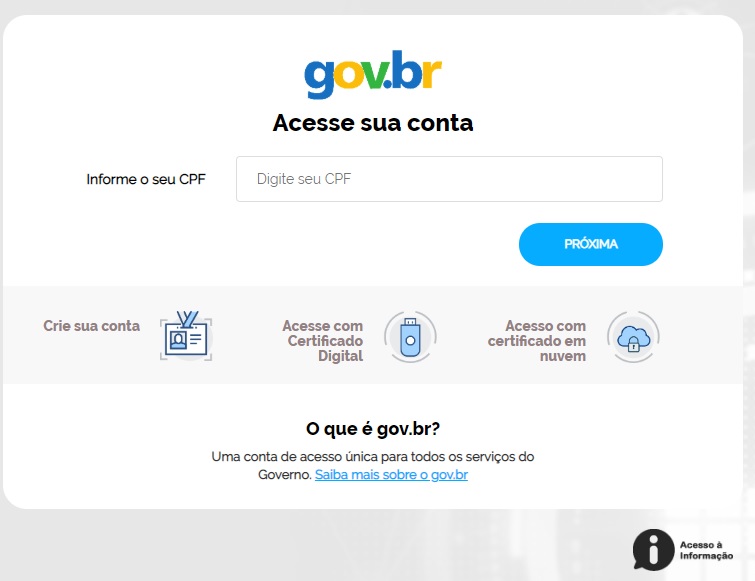 gov.br
Acesse sua conta
Informe o seu CPF
Digite seu CPF
PRÓXIMA
Crie sua conta
Acesse com
Certificado
Digital
Acesso com
certificado em
nuvem
O que é gov.br?
Uma conta de acesso única para todos os serviços do
Governo. Saiba mais sobre o gov.br
Acesso à
Informação